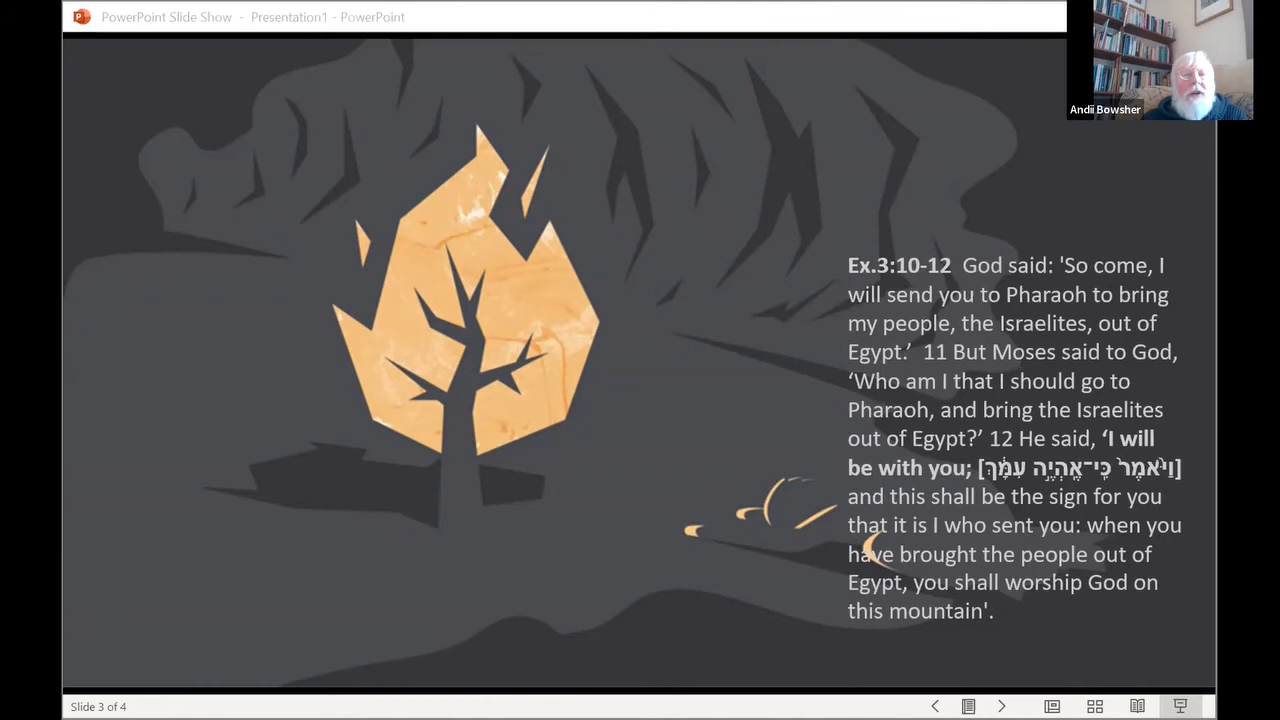 PowerPoint Slide Show - Presentation1 - PowerPoint
Andii Bowsher
Ex.3:10-12 God said: 'So come, I
will send you to Pharaoh to bring
my people, the Israelites, out of
Egypt.’ 11 But Moses said to God,
‘Who am I that I should go to
Pharaoh, and bring the Israelites
out of Egypt?’ 12 He said, ‘I will
be with you; [וַיֹּ֙אמֶר֙ כִּֽי־אֶֽהְיֶ֣ה עִמָּ֔ךְ]
and this shall be the sign for you
that it is I who sent you: when you
have brought the people out of
Egypt, you shall worship God on
this mountain'.
Slide 3 of 4